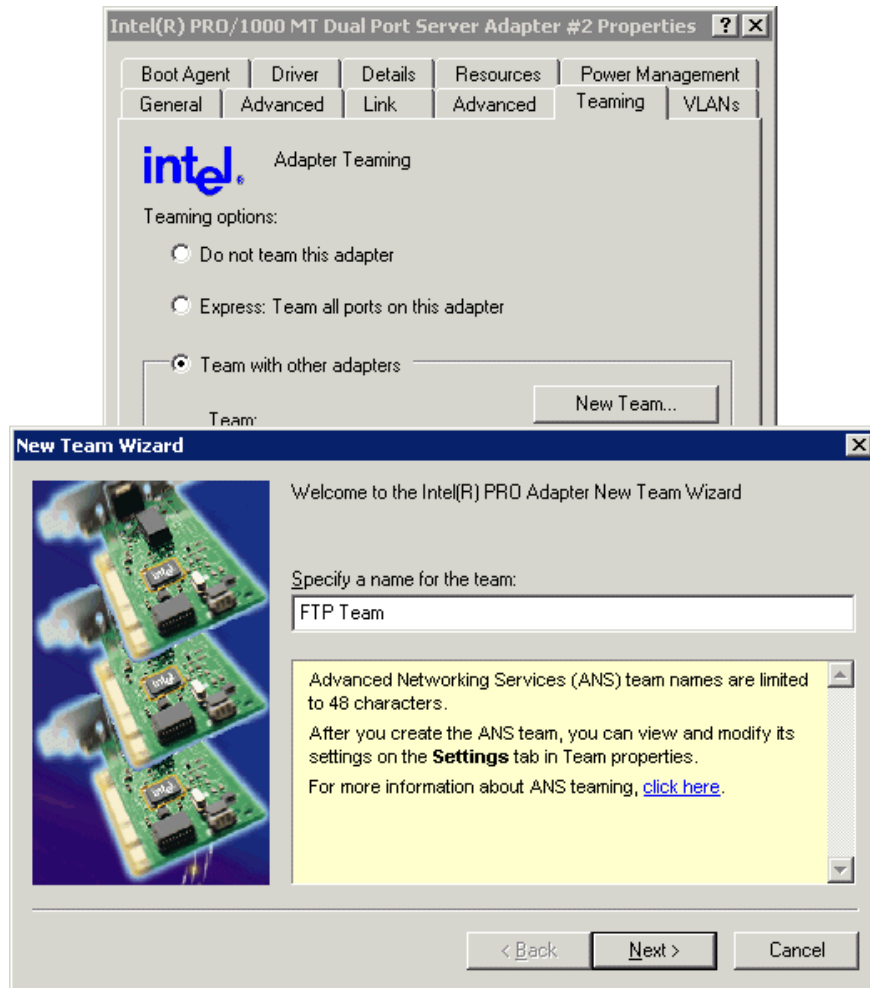 Intel(R) PRO/1000 MT Dual Port Server Adapter #2 Properties
Boot Agent Driver Details Resources Power Management
General Advanced Link Advanced Teaming VLANs
intel. Adapter Teaming
Teaming options:
Do not team this adapter
Express: Team all ports on this adapter
Team with other adapters
New Team...
Team:
New Team Wizard
Welcome to the Intel(R) PRO Adapter New Team Wizard
Specify a name for the team:
FTP Team
Advanced Networking Services (ANS) team names are limited
to 48 characters.
After you create the ANS team, you can view and modify its
settings on the Settings tab in Team properties.
For more information about ANS teaming, click here.
intel
intel
intel
< Back Next > Cancel